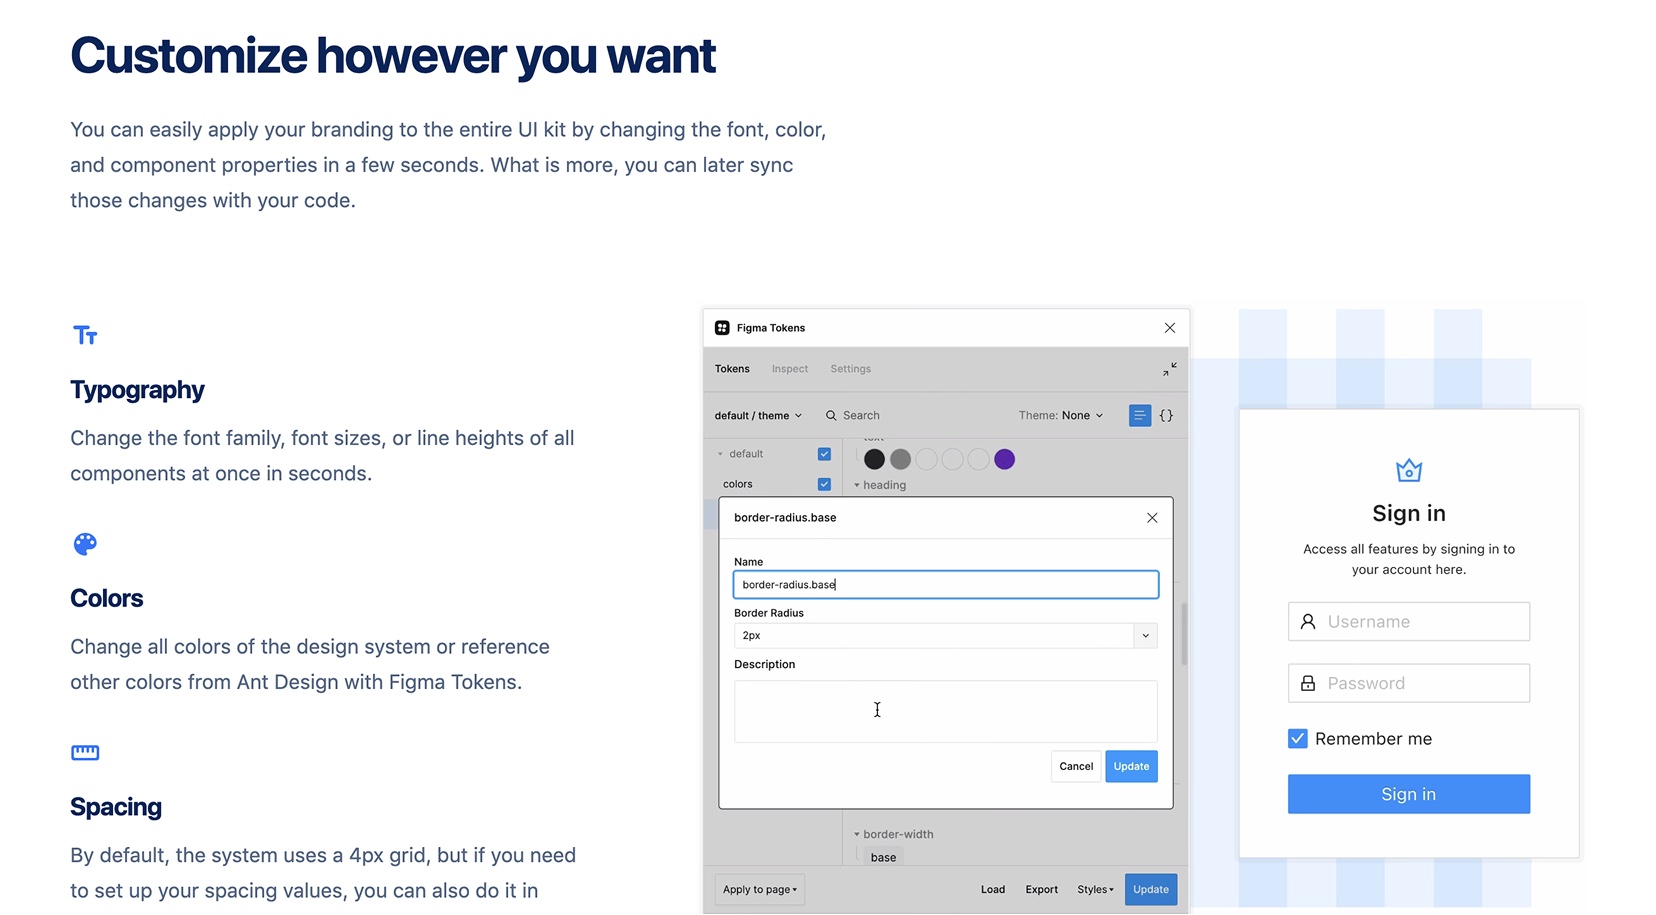 Customize however you want
You can easily apply your branding to the entire UI kit by changing the font, color,
and component properties in a few seconds. What is more, you can later sync
those changes with your code.
Typography
Change the font family, font sizes, or line heights of all
components at once in seconds.
Colors
Change all colors of the design system or reference
other colors from Ant Design with Figma Tokens.
Spacing
By default, the system uses a 4px grid, but if you need
to set up your spacing values, you can also do it in
Figma Tokens
Tokens Inspect Settings
default / theme Search Theme: None {}
text
default
colors
heading
border-radius.base
Name
border-radius.base
Border Radius
2px
Description
Cancel Update
border-width
base
Apply to page Load Export Styles Update
Sign in
Access all features by signing in to
your account here.
Username
Password
Remember me
Sign in